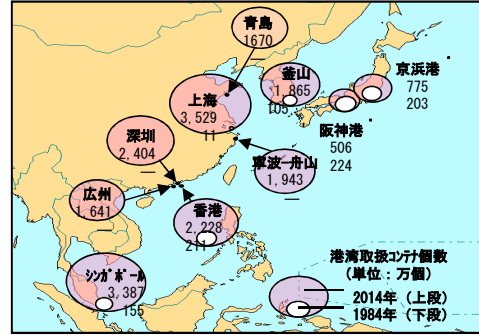 青島
1670
釜山
1,865
105
京浜港
775
203
上海
3,529
11
阪神港
506
224
深圳
2,404
—
寧波-舟山
1,943
—
広州
1,641
—
香港
2,228
211
シンガポール
3,387
155
港湾取扱コンテナ個数
(単位:万個)
2014年(上段)
1984年(下段)